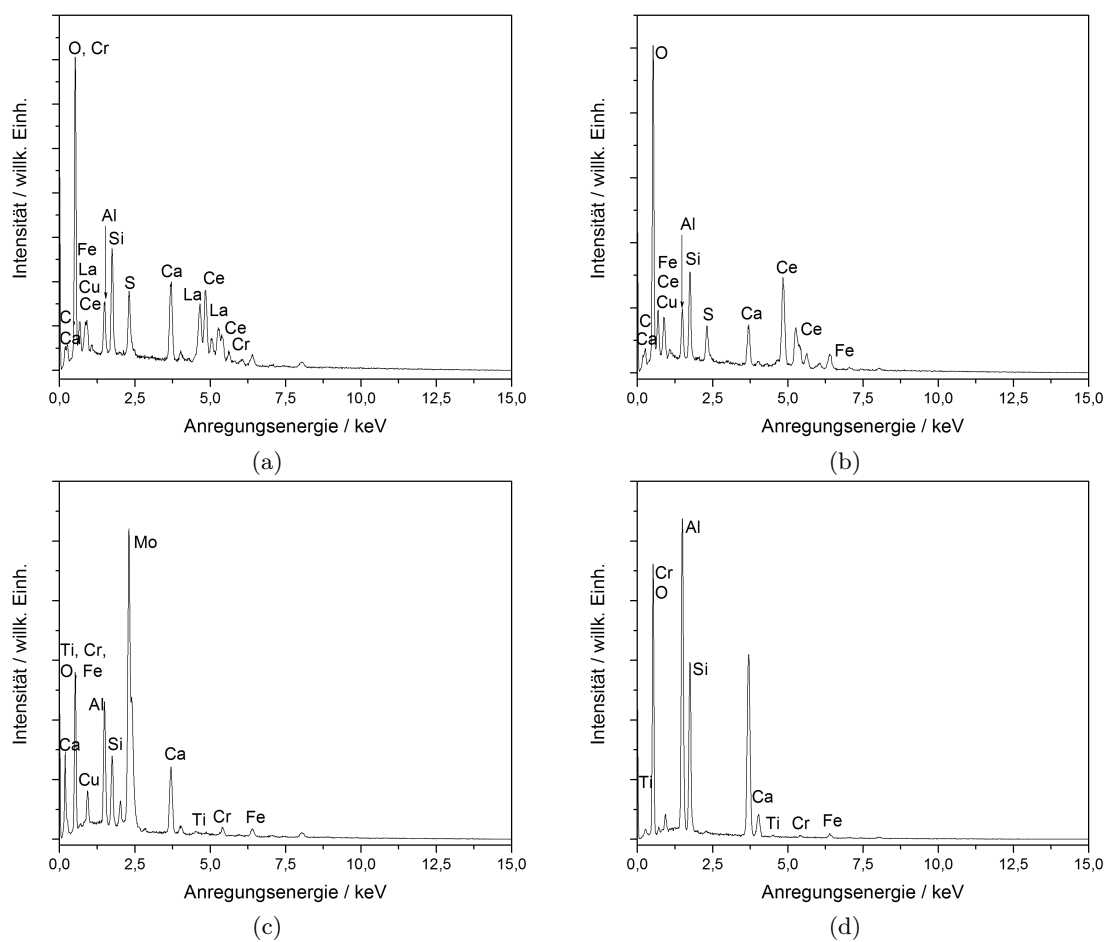 Intensität / willk. Einh.
O, Cr
Al
Fe
Si
La
Cu
Ce
S
Ca
La
Ce
La
Ce
Cr
C
Ca
0,0 2,5 5,0 7,5 10,0 12,5 15,0
Anregungsenergie / keV
(a)
Intensität / willk. Einh.
O
Al
Fe
Si
Ce
Cu
S
Ca
Ce
Ce
Fe
C
Ca
0,0 2,5 5,0 7,5 10,0 12,5 15,0
Anregungsenergie / keV
(b)
Intensität / willk. Einh.
Mo
Ti, Cr,
O, Fe
Al
Ca
Si
Cu
Ca
Ti
Cr
Fe
0,0 2,5 5,0 7,5 10,0 12,5 15,0
Anregungsenergie / keV
(c)
Intensität / willk. Einh.
Al
Cr
O
Si
Ti
Ca
Ti
Cr
Fe
0,0 2,5 5,0 7,5 10,0 12,5 15,0
Anregungsenergie / keV
(d)